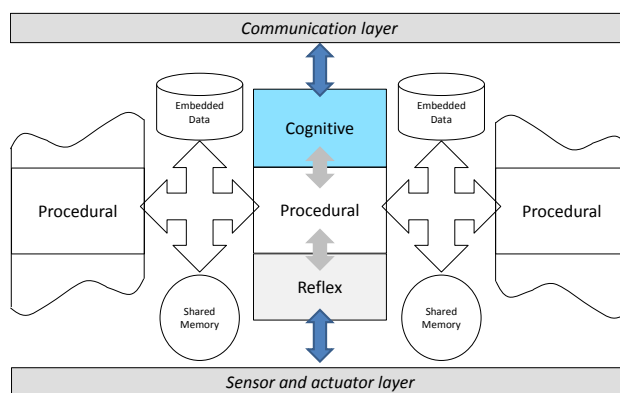 Communication layer
Embedded
Data
Cognitive
Embedded
Data
Procedural
Procedural
Procedural
Reflex
Shared
Memory
Shared
Memory
Sensor and actuator layer